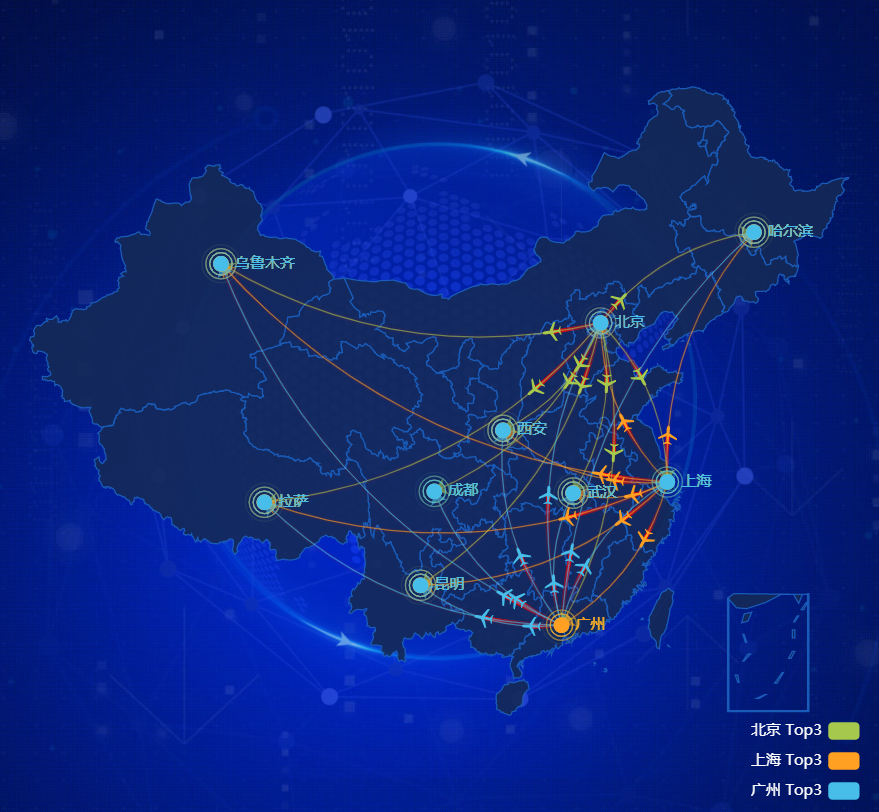 哈尔滨
乌鲁木齐
北京
西安
上海
成都
武汉
拉萨
昆明
广州
北京 Top3
上海 Top3
广州 Top3